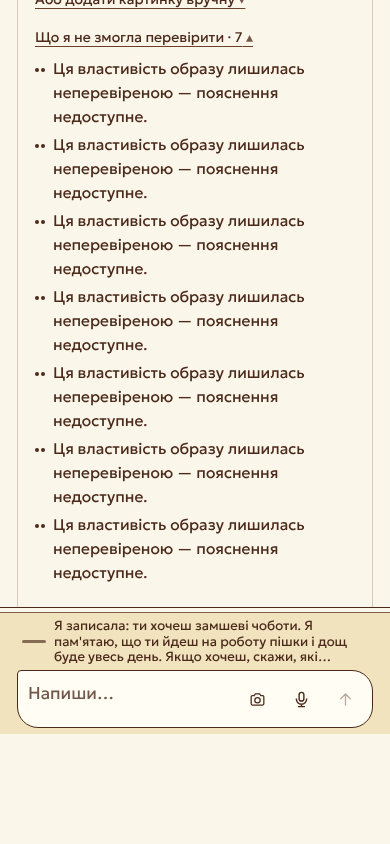 Або додати картинку вручну ▾
Що я не змогла перевірити · 7 ▴
•• Ця властивість образу лишилась
неперевіреною — пояснення
недоступне.
•• Ця властивість образу лишилась
неперевіреною — пояснення
недоступне.
•• Ця властивість образу лишилась
неперевіреною — пояснення
недоступне.
•• Ця властивість образу лишилась
неперевіреною — пояснення
недоступне.
•• Ця властивість образу лишилась
неперевіреною — пояснення
недоступне.
•• Ця властивість образу лишилась
неперевіреною — пояснення
недоступне.
•• Ця властивість образу лишилась
неперевіреною — пояснення
недоступне.
Я записала: ти хочеш замшеві чоботи. Я
пам'ятаю, що ти йдеш на роботу пішки і дощ
буде увесь день. Якщо хочеш, скажи, які…
Напиши…